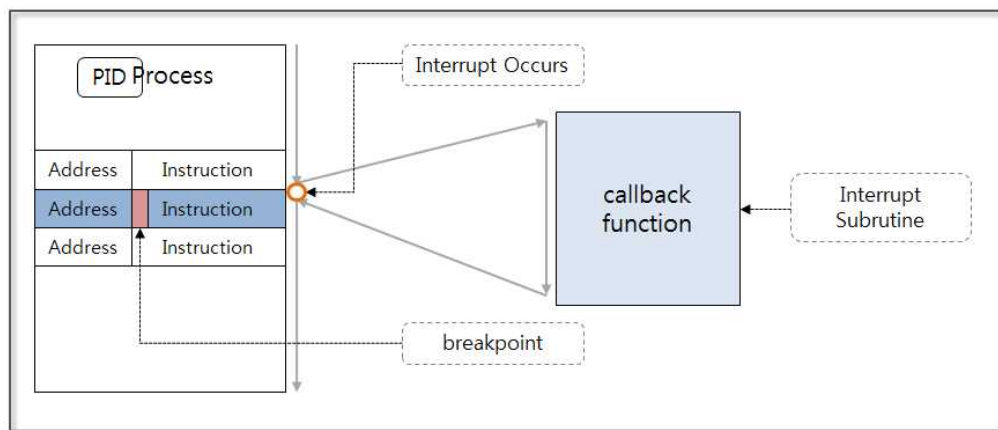 PID Process
Interrupt Occurs
Address Instruction
Address Instruction
Address Instruction
callback
function
Interrupt
Subrutine
breakpoint